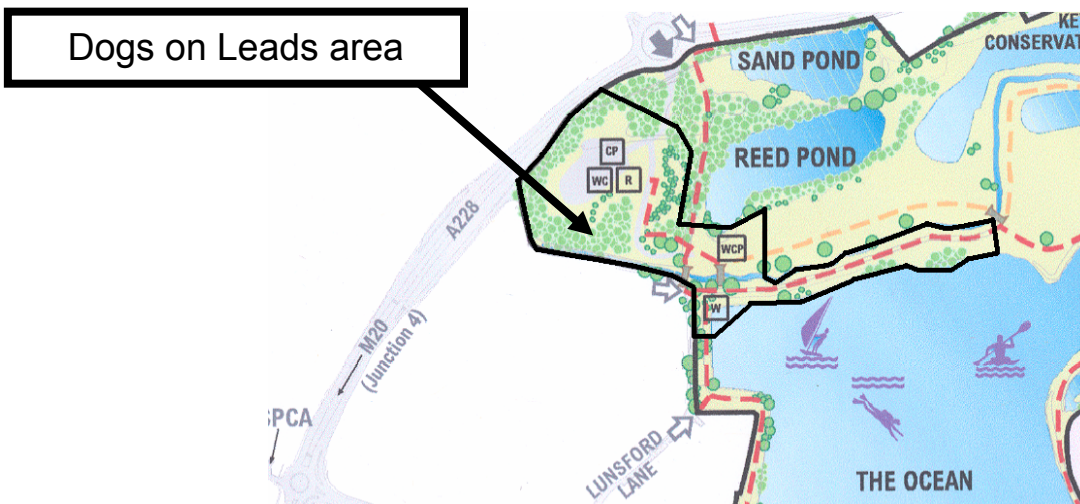 Dogs on Leads area
SAND POND
CONSERVAT
REED POND
CP
WC
R
A228
WCP
W
M20
(Junction 4)
SPCA
LUNSFORD
LANE
THE OCEAN